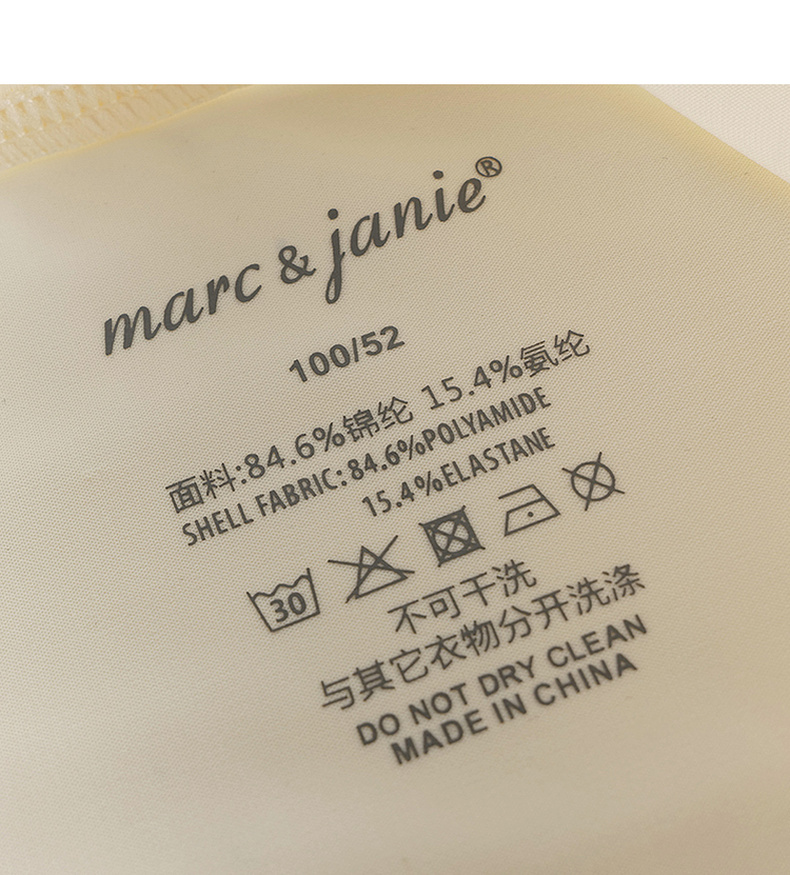 marc & janie®
100/52
面料:84.6%锦纶 15.4%氨纶
SHELL FABRIC:84.6%POLYAMIDE
15.4%ELASTANE
30
不可干洗
与其它衣物分开洗涤
DO NOT DRY CLEAN
MADE IN CHINA